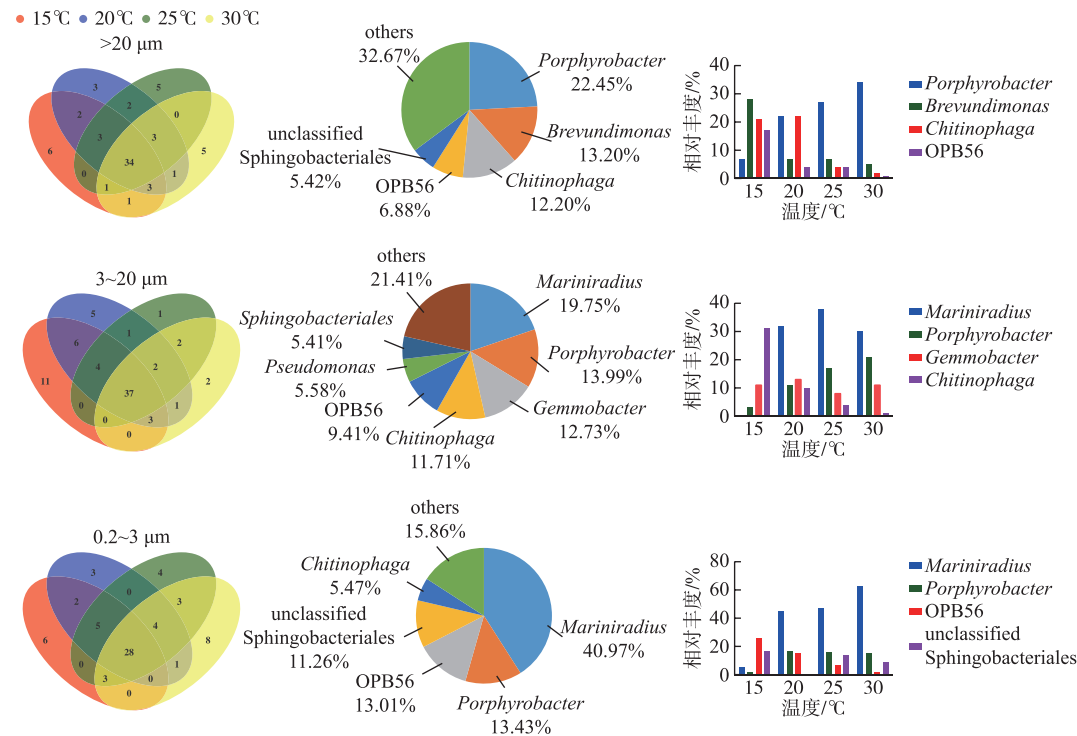 15℃ 20℃ 25℃ 30℃
>20 μm
3
5
2
2
0
6
3
3
5
34
0
1
1
3
1
others
32.67%
Porphyrobacter
22.45%
Brevundimonas
13.20%
Chitinophaga
12.20%
OPB56
6.88%
unclassified
Sphingobacteriales
5.42%
相对丰度/%
40
30
20
10
0
15 20 25 30
温度/℃
Porphyrobacter
Brevundimonas
Chitinophaga
OPB56
3~20 μm
5
1
6
1
2
11
4
2
2
37
0
1
0
3
0
others
21.41%
Mariniradius
19.75%
Porphyrobacter
13.99%
Gemmobacter
12.73%
Chitinophaga
11.71%
OPB56
9.41%
Pseudomonas
5.58%
Sphingobacteriales
5.41%
相对丰度/%
40
30
20
10
0
15 20 25 30
温度/℃
Mariniradius
Porphyrobacter
Gemmobacter
Chitinophaga
0.2~3 μm
3
4
2
0
3
6
5
4
8
28
0
1
3
0
0
others
15.86%
Mariniradius
40.97%
Porphyrobacter
13.43%
OPB56
13.01%
unclassified
Sphingobacteriales
11.26%
Chitinophaga
5.47%
相对丰度/%
80
60
40
20
0
15 20 25 30
温度/℃
Mariniradius
Porphyrobacter
OPB56
unclassified
Sphingobacteriales